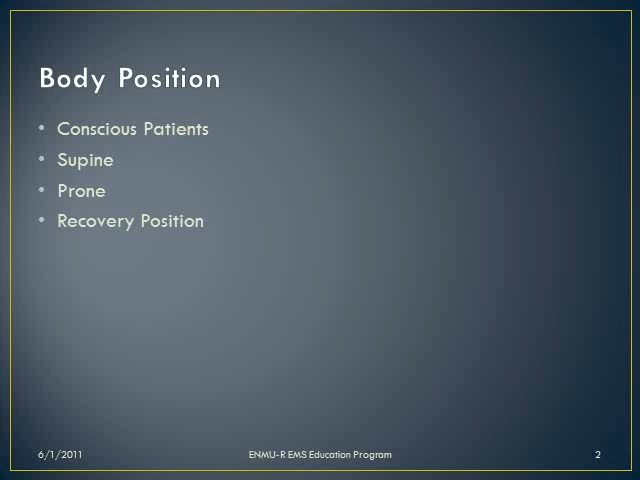 Body Position
• Conscious Patients
• Supine
• Prone
• Recovery Position
6/1/2011 ENMU-R EMS Education Program 2